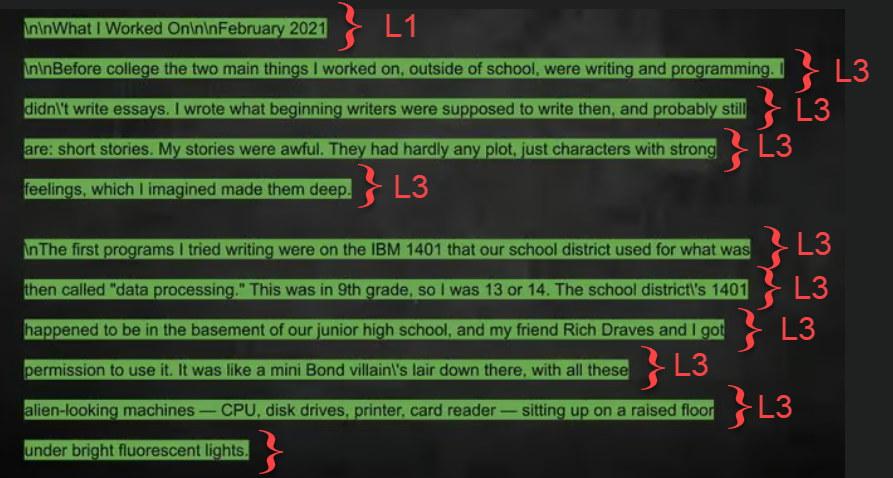 \n\nWhat I Worked On\n\nFebruary 2021 } L1
\n\nBefore college the two main things I worked on, outside of school, were writing and programming. I } L3
didn\'t write essays. I wrote what beginning writers were supposed to write then, and probably still } L3
are: short stories. My stories were awful. They had hardly any plot, just characters with strong } L3
feelings, which I imagined made them deep. } L3
\nThe first programs I tried writing were on the IBM 1401 that our school district used for what was } L3
then called "data processing." This was in 9th grade, so I was 13 or 14. The school district\'s 1401 } L3
happened to be in the basement of our junior high school, and my friend Rich Draves and I got } L3
permission to use it. It was like a mini Bond villain\'s lair down there, with all these } L3
alien-looking machines — CPU, disk drives, printer, card reader — sitting up on a raised floor } L3
under bright fluorescent lights. }